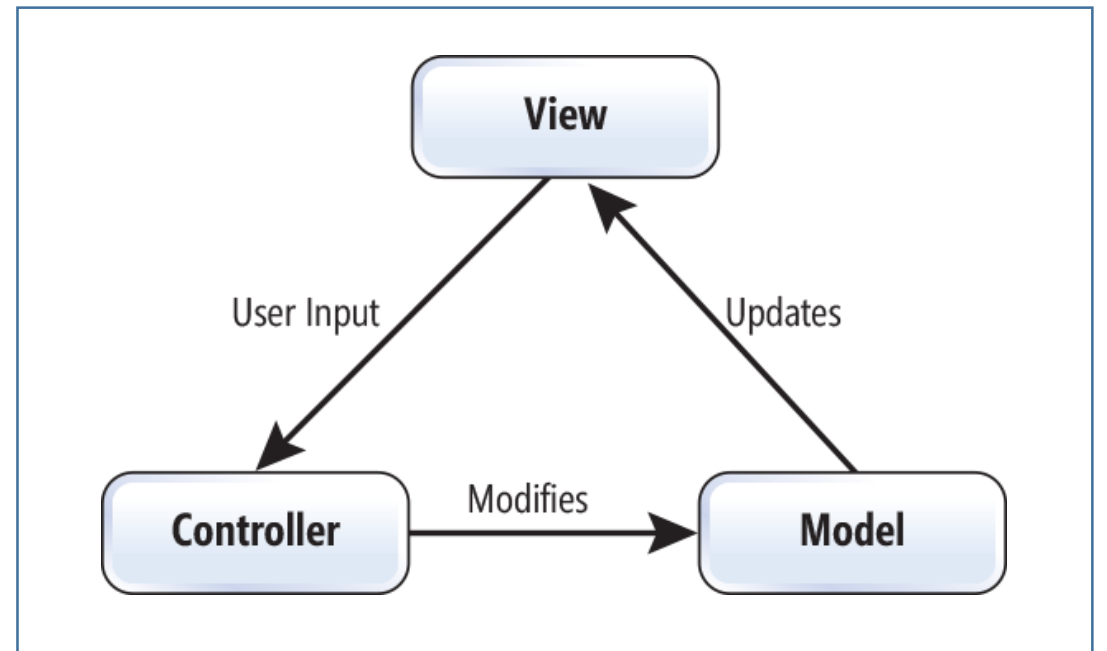 View
User Input
Updates
Modifies
Controller
Model